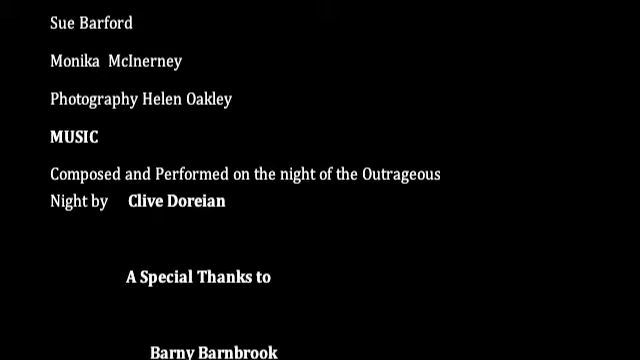 Sue Barford
Monika  McInerney
Photography Helen Oakley
MUSIC
Composed and Performed on the night of the Outrageous
Night by    Clive Doreian
A Special Thanks to
Barny Barnbrook